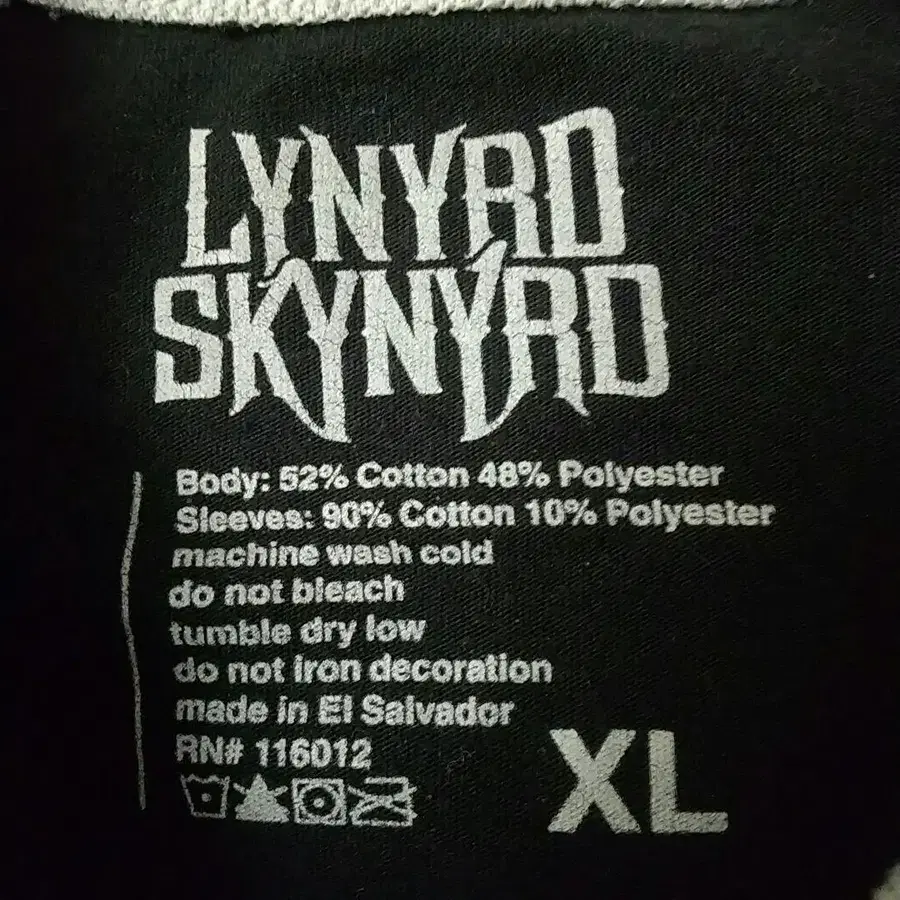 LYNYRD
SKYNYRD
Body: 52% Cotton 48% Polyester
Sleeves: 90% Cotton 10% Polyester
machine wash cold
do not bleach
tumble dry low
do not iron decoration
made in El Salvador
RN# 116012
XL